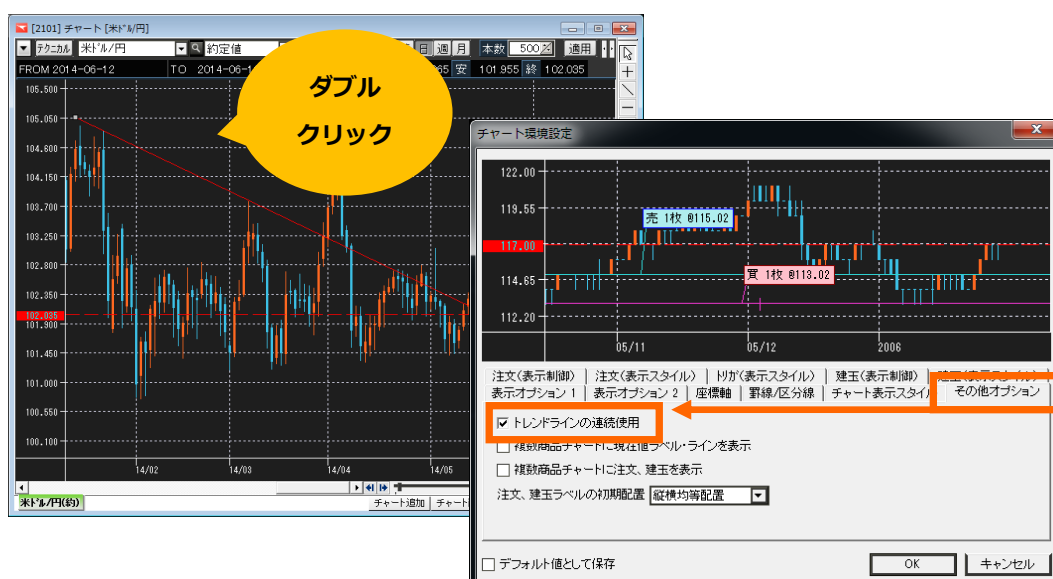 [2101] チャート [米ドル/円]
テクニカル 米ドル/円 約定値 日 週 月 本数 500 適用
FROM 2014-06-12 TO 2014-06-1 65 安 101.955 終 102.035
105.500
105.050
104.600
104.150
103.700
103.250
102.800
102.350
102.035
101.900
101.450
101.000
100.550
100.100
14/02 14/03 14/04 14/05
米ドル/円(約)
チャート追加 チャート
ダブル
クリック
チャート環境設定
122.00
119.55
117.00
114.65
112.20
売 1枚 @115.02
買 1枚 @113.02
05/11 05/12 2006
注文(表示制御) 注文(表示スタイル) トリガ(表示スタイル) 建玉(表示制御) 建玉(表示スタイル)
表示オプション 1 表示オプション 2 座標軸 罫線/区分線 チャート表示スタイル その他オプション
トレンドラインの連続使用
複数商品チャートに現在値ラベル・ラインを表示
複数商品チャートに注文、建玉を表示
注文、建玉ラベルの初期配置 縦横均等配置
デフォルト値として保存
OK キャンセル